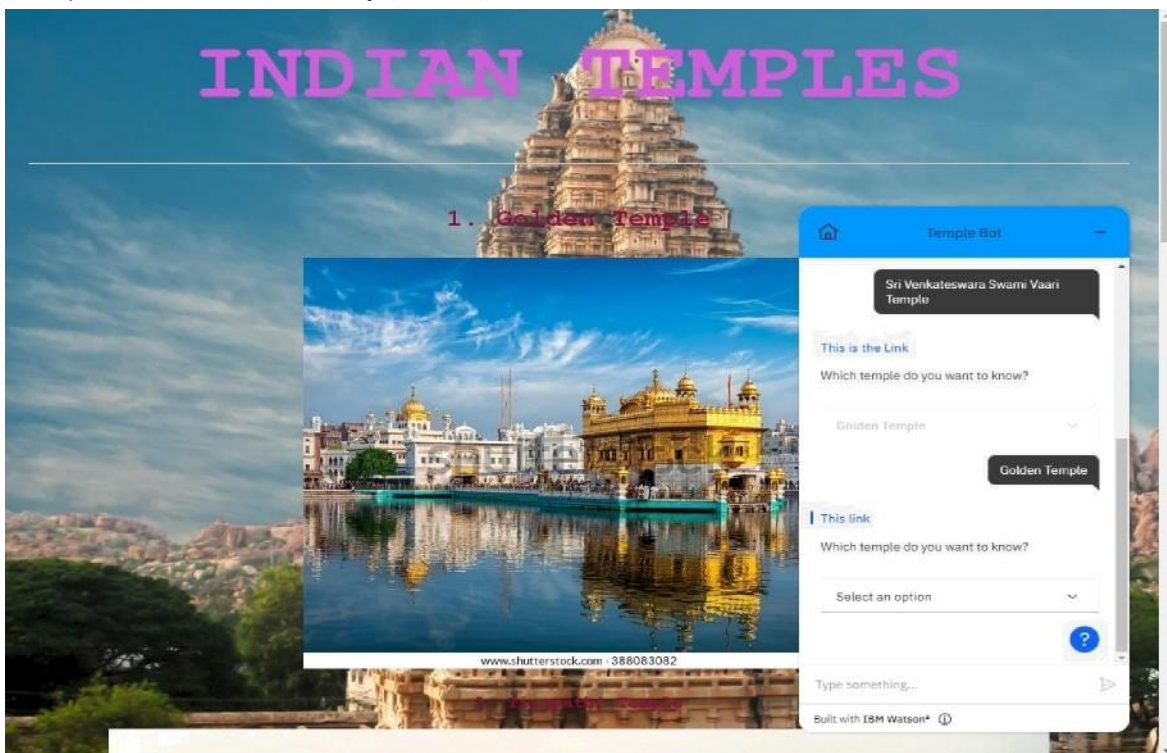 INDIAN TEMPLES
1. Golden Temple
shutterstock
www.shutterstock.com · 388083082
Temple Bot
Sri Venkateswara Swami Vaari
Temple
This is the Link
Which temple do you want to know?
Golden Temple
Golden Temple
This link
Which temple do you want to know?
Select an option
?
Type something...
Built with IBM Watson®